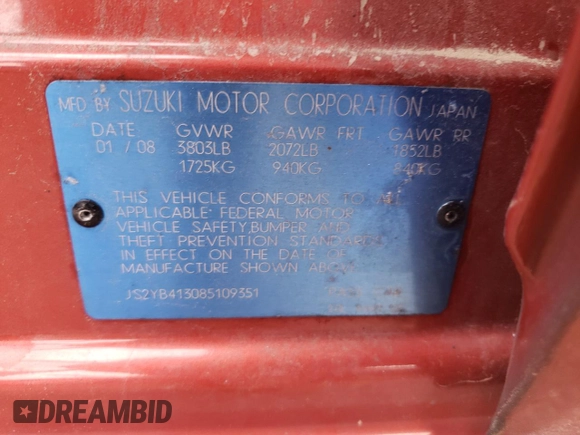 MFD BY SUZUKI MOTOR CORPORATION JAPAN
DATE GVWR GAWR FRT GAWR RR
01 / 08 3803LB 2072LB 1852LB
1725KG 940KG 840KG
THIS VEHICLE CONFORMS TO ALL
APPLICABLE FEDERAL MOTOR
VEHICLE SAFETY,BUMPER AND
THEFT PREVENTION STANDARDS
IN EFFECT ON THE DATE OF
MANUFACTURE SHOWN ABOVE
JS2YB413085109351
DREAMBID